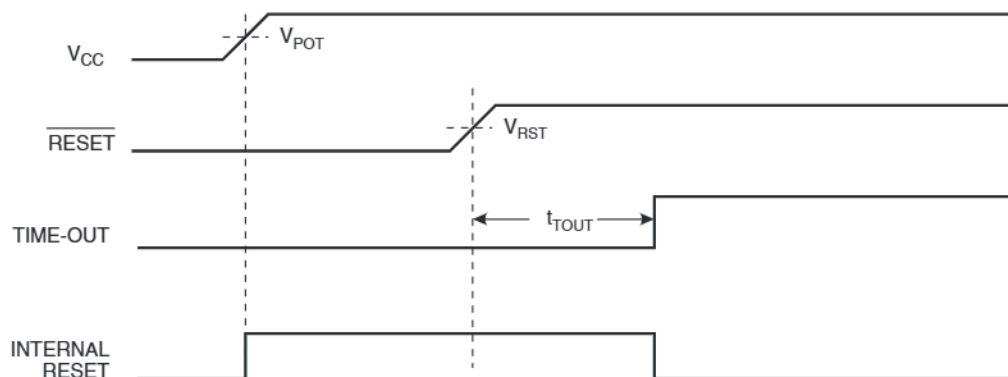 V_POT
V_CC
RESET
V_RST
t_TOUT
TIME-OUT
INTERNAL
RESET